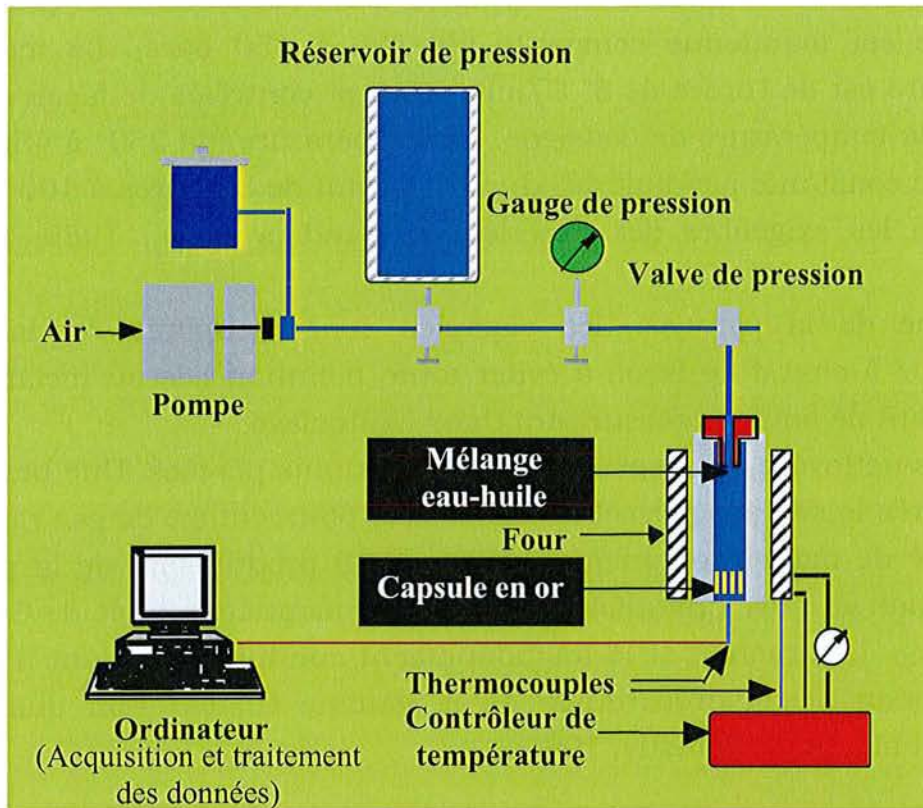 Réservoir de pression
Gauge de pression
Valve de pression
Air
Pompe
Mélange
eau-huile
Four
Capsule en or
Thermocouples
Contrôleur de
température
Ordinateur
(Acquisition et traitement
des données)